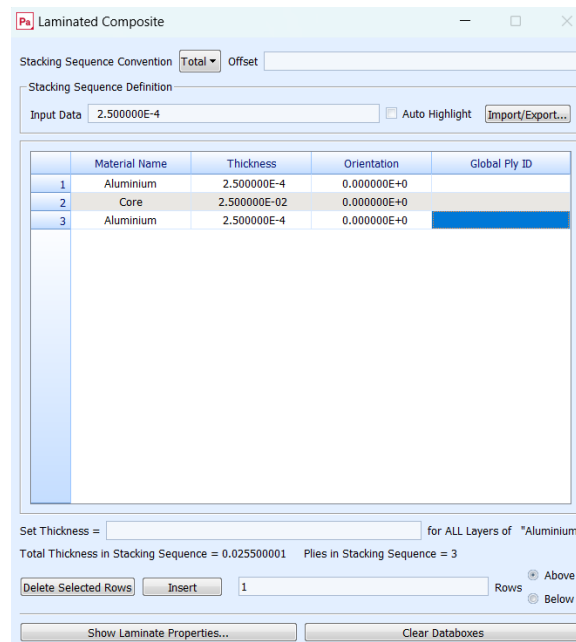 Pa Laminated Composite
Stacking Sequence Convention Total Offset
Stacking Sequence Definition
Input Data 2.500000E-4 Auto Highlight Import/Export...
Material Name Thickness Orientation Global Ply ID
1 Aluminium 2.500000E-4 0.000000E+0
2 Core 2.500000E-02 0.000000E+0
3 Aluminium 2.500000E-4 0.000000E+0
Set Thickness = for ALL Layers of "Aluminium
Total Thickness in Stacking Sequence = 0.025500001 Plies in Stacking Sequence = 3
Above
Delete Selected Rows Insert 1 Rows
Below
Show Laminate Properties... Clear Databoxes